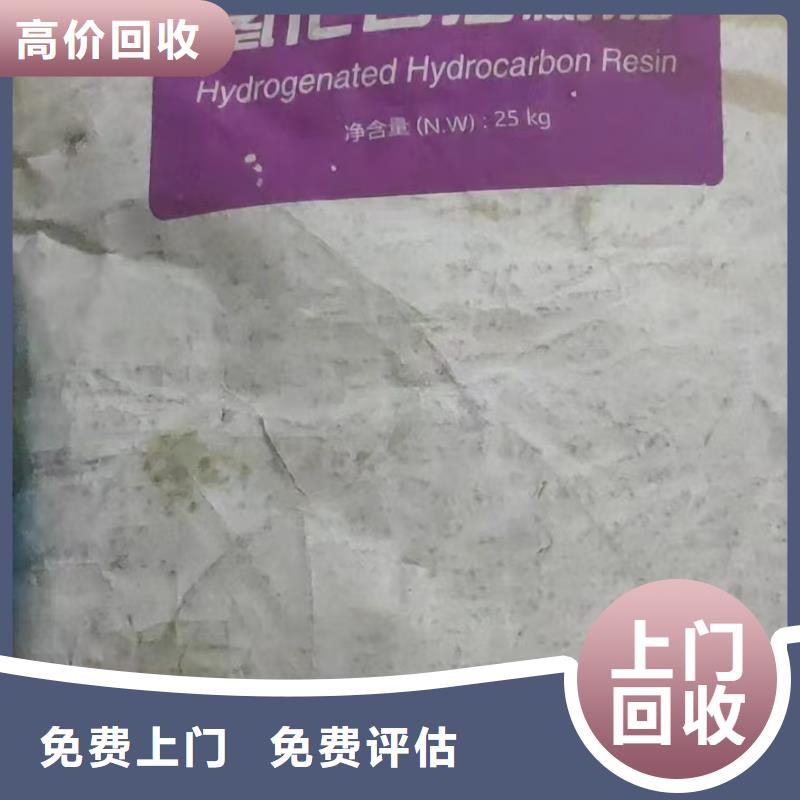 高价回收
Hydrogenated Hydrocarbon Resin
净含量 (N.W) : 25 kg
上门
回收
免费上门 免费评估